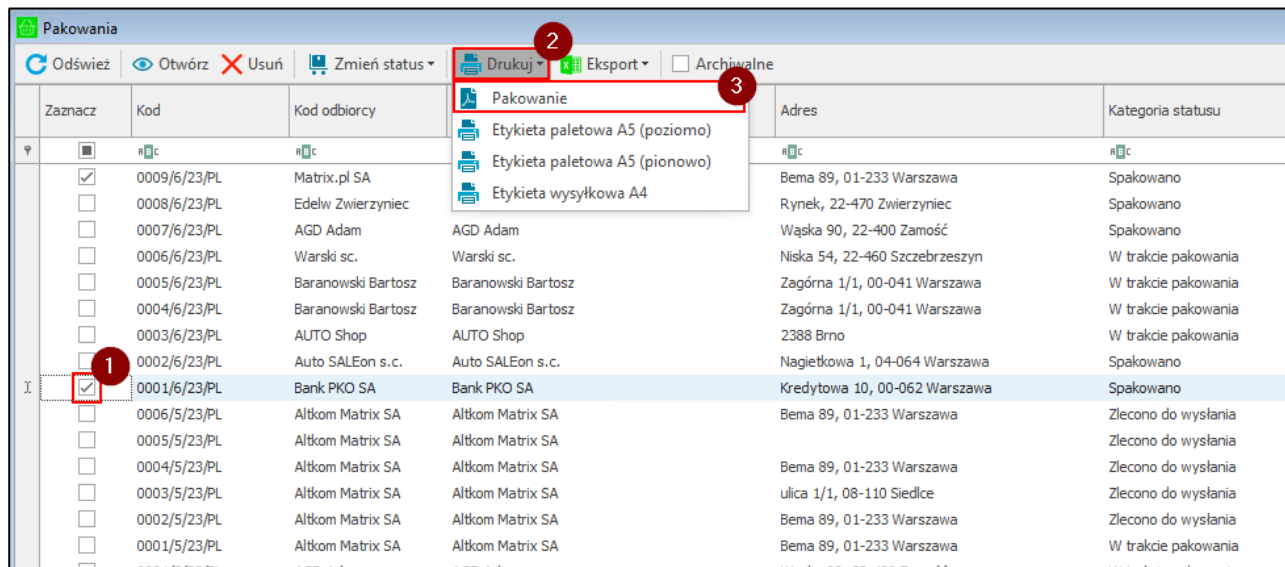 Pakowania
2
Odśwież Otwórz Usuń Zmień status Drukuj Eksport Archiwalne
3
Pakowanie
Etykieta paletowa A5 (poziomo)
Etykieta paletowa A5 (pionowo)
Etykieta wysyłkowa A4
Zaznacz Kod Kod odbiorcy Adres Kategoria statusu
0009/6/23/PL Matrix.pl SA Bema 89, 01-233 Warszawa Spakowano
0008/6/23/PL Edelw Zwierzyniec Rynek, 22-470 Zwierzyniec Spakowano
0007/6/23/PL AGD Adam AGD Adam Wąska 90, 22-400 Zamość Spakowano
0006/6/23/PL Warski sc. Warski sc. Niska 54, 22-460 Szczebrzeszyn W trakcie pakowania
0005/6/23/PL Baranowski Bartosz Baranowski Bartosz Zagórna 1/1, 00-041 Warszawa W trakcie pakowania
0004/6/23/PL Baranowski Bartosz Baranowski Bartosz Zagórna 1/1, 00-041 Warszawa W trakcie pakowania
0003/6/23/PL AUTO Shop AUTO Shop 2388 Brno W trakcie pakowania
0002/6/23/PL Auto SALEon s.c. Auto SALEon s.c. Nagietkowa 1, 04-064 Warszawa Spakowano
1
0001/6/23/PL Bank PKO SA Bank PKO SA Kredytowa 10, 00-062 Warszawa Spakowano
0006/5/23/PL Altkom Matrix SA Altkom Matrix SA Bema 89, 01-233 Warszawa Zlecono do wysłania
0005/5/23/PL Altkom Matrix SA Altkom Matrix SA Zlecono do wysłania
0004/5/23/PL Altkom Matrix SA Altkom Matrix SA Bema 89, 01-233 Warszawa Zlecono do wysłania
0003/5/23/PL Altkom Matrix SA Altkom Matrix SA ulica 1/1, 08-110 Siedlce Zlecono do wysłania
0002/5/23/PL Altkom Matrix SA Altkom Matrix SA Bema 89, 01-233 Warszawa Zlecono do wysłania
0001/5/23/PL Altkom Matrix SA Altkom Matrix SA Bema 89, 01-233 Warszawa W trakcie pakowania